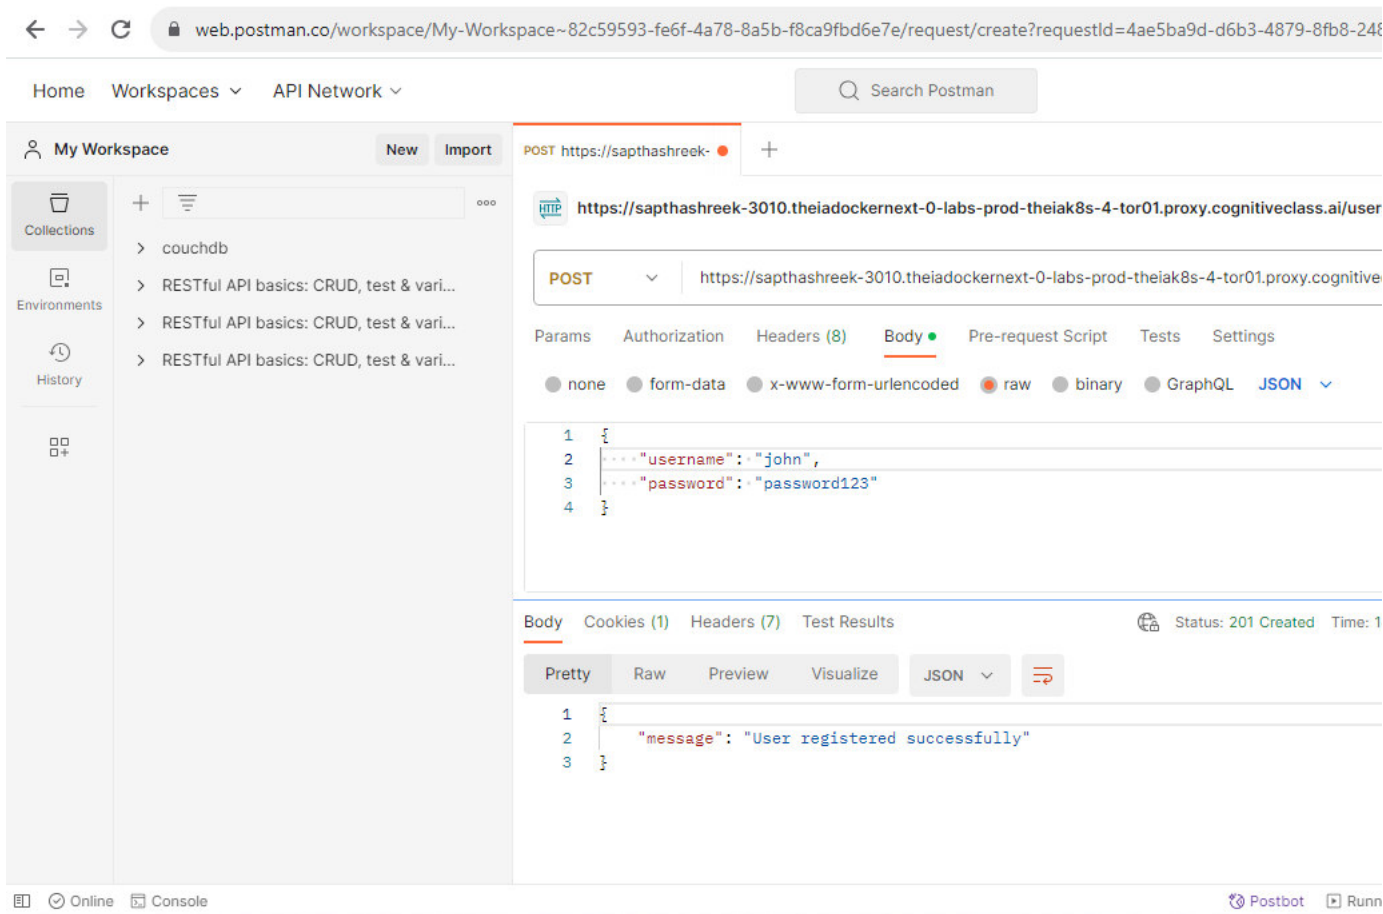 web.postman.co/workspace/My-Workspace~82c59593-fe6f-4a78-8a5b-f8ca9fbd6e7e/request/create?requestId=4ae5ba9d-d6b3-4879-8fb8-248
Home Workspaces API Network Search Postman
My Workspace New Import POST https://sapthashreek-
HTTP https://sapthashreek-3010.theiadockernext-0-labs-prod-theiak8s-4-tor01.proxy.cognitiveclass.ai/user
Collections
couchdb
RESTful API basics: CRUD, test & vari...
RESTful API basics: CRUD, test & vari...
RESTful API basics: CRUD, test & vari...
Environments
History
POST https://sapthashreek-3010.theiadockernext-0-labs-prod-theiak8s-4-tor01.proxy.cognitive
Params Authorization Headers (8) Body Pre-request Script Tests Settings
none form-data x-www-form-urlencoded raw binary GraphQL JSON
1 {
2 "username": "john",
3 "password": "password123"
4 }
Body Cookies (1) Headers (7) Test Results Status: 201 Created Time: 1
Pretty Raw Preview Visualize JSON
1 {
2 "message": "User registered successfully"
3 }
Online Console Postbot Runn